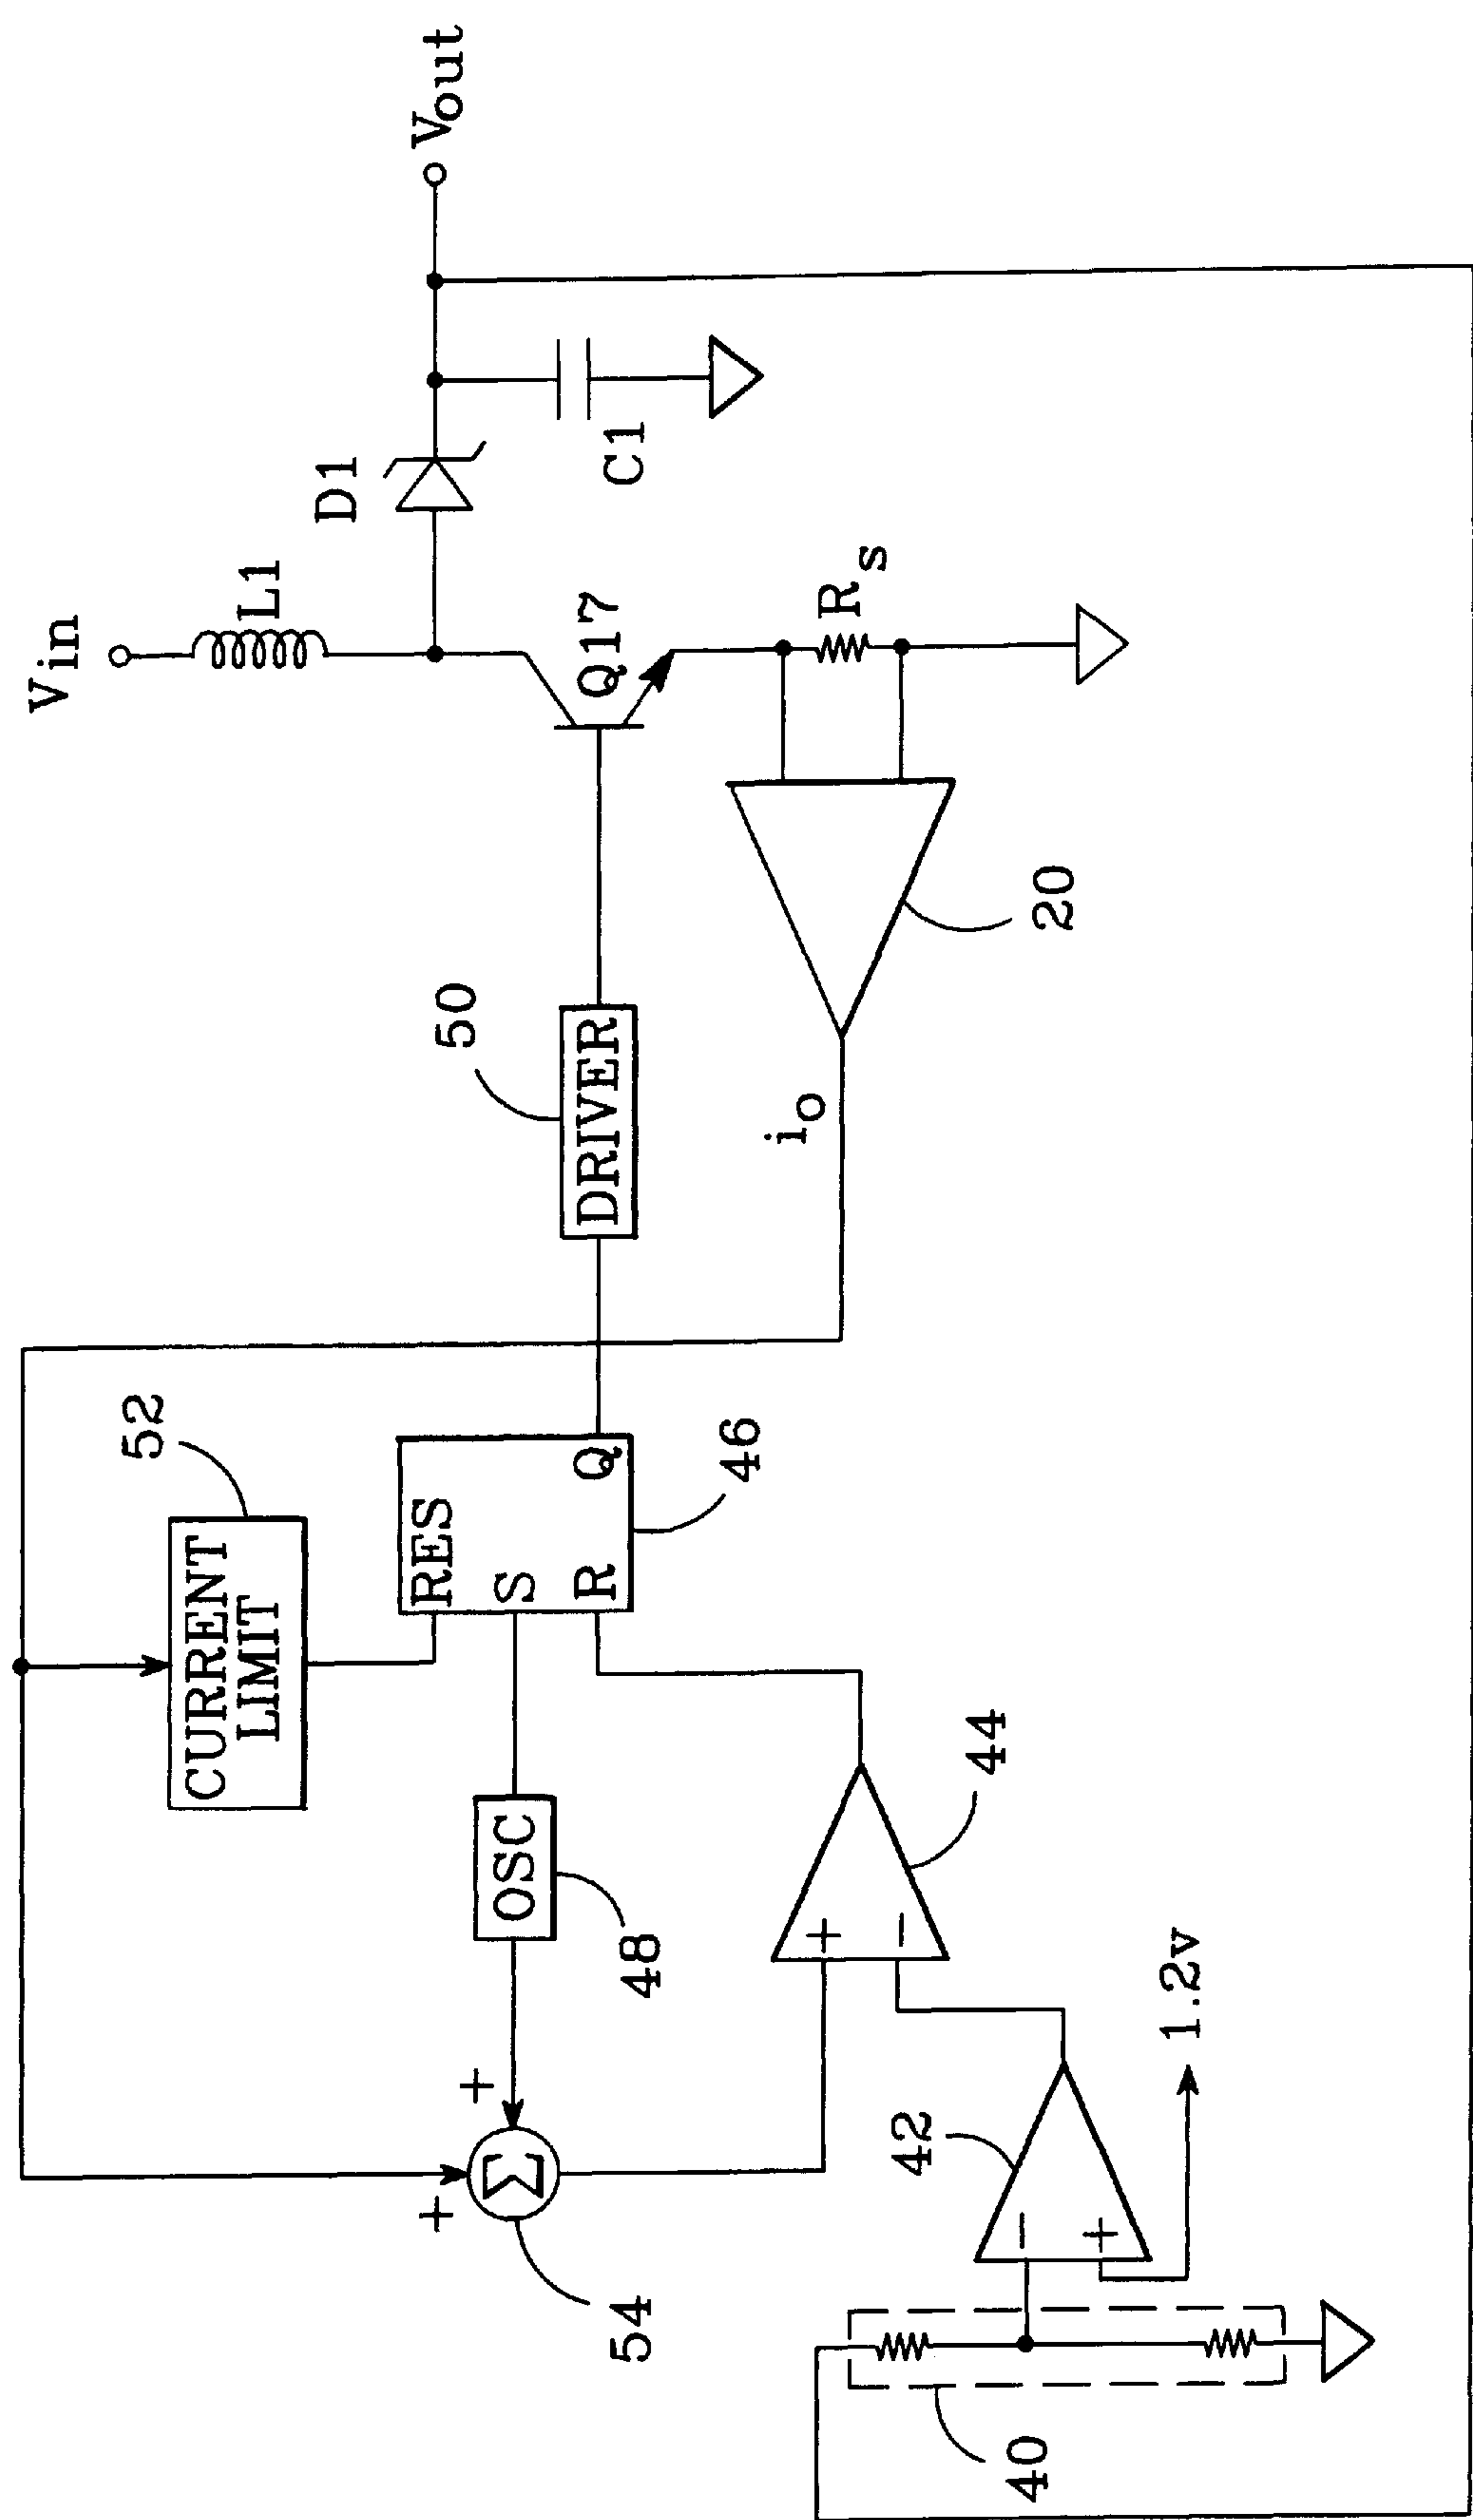 Vin
L1
D1
Vout
C1
Q17
Rs
20
50
DRIVER
io
52
CURRENT
LIMIT
RES
S
R
Q
46
OSC
48
+
+
Σ
54
+
−
44
42
−
+
1.2v
40